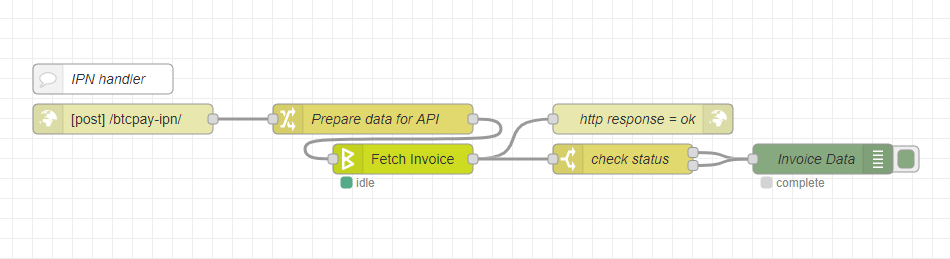 IPN handler
[post] /btcpay-ipn/
Prepare data for API
http response = ok
Fetch Invoice
check status
Invoice Data
idle
complete